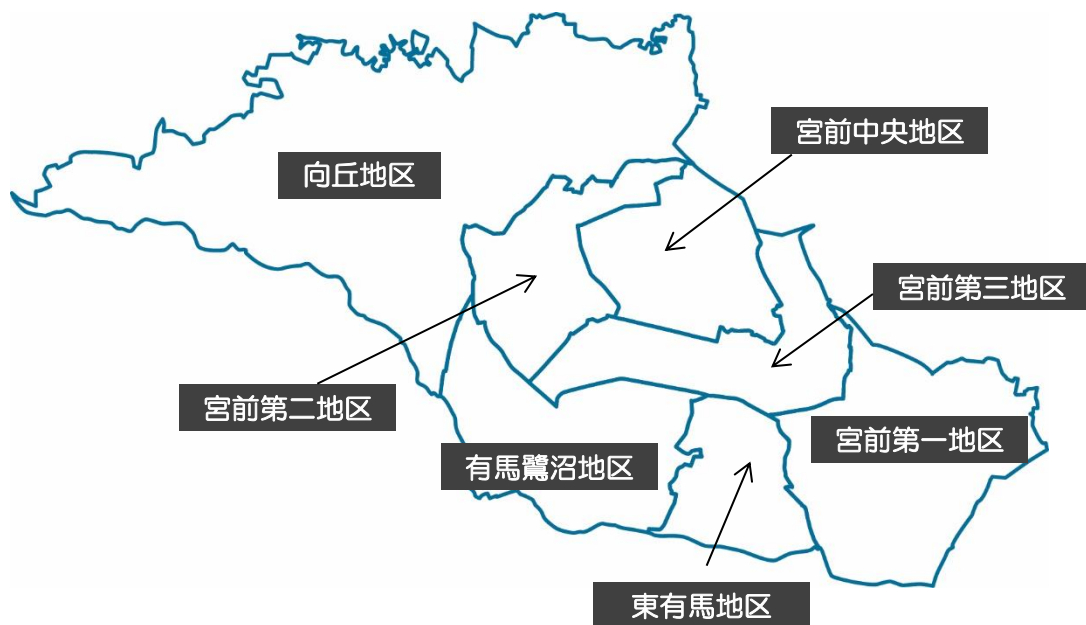 宮前中央地区
向丘地区
宮前第三地区
宮前第二地区
宮前第一地区
有馬鷺沼地区
東有馬地区